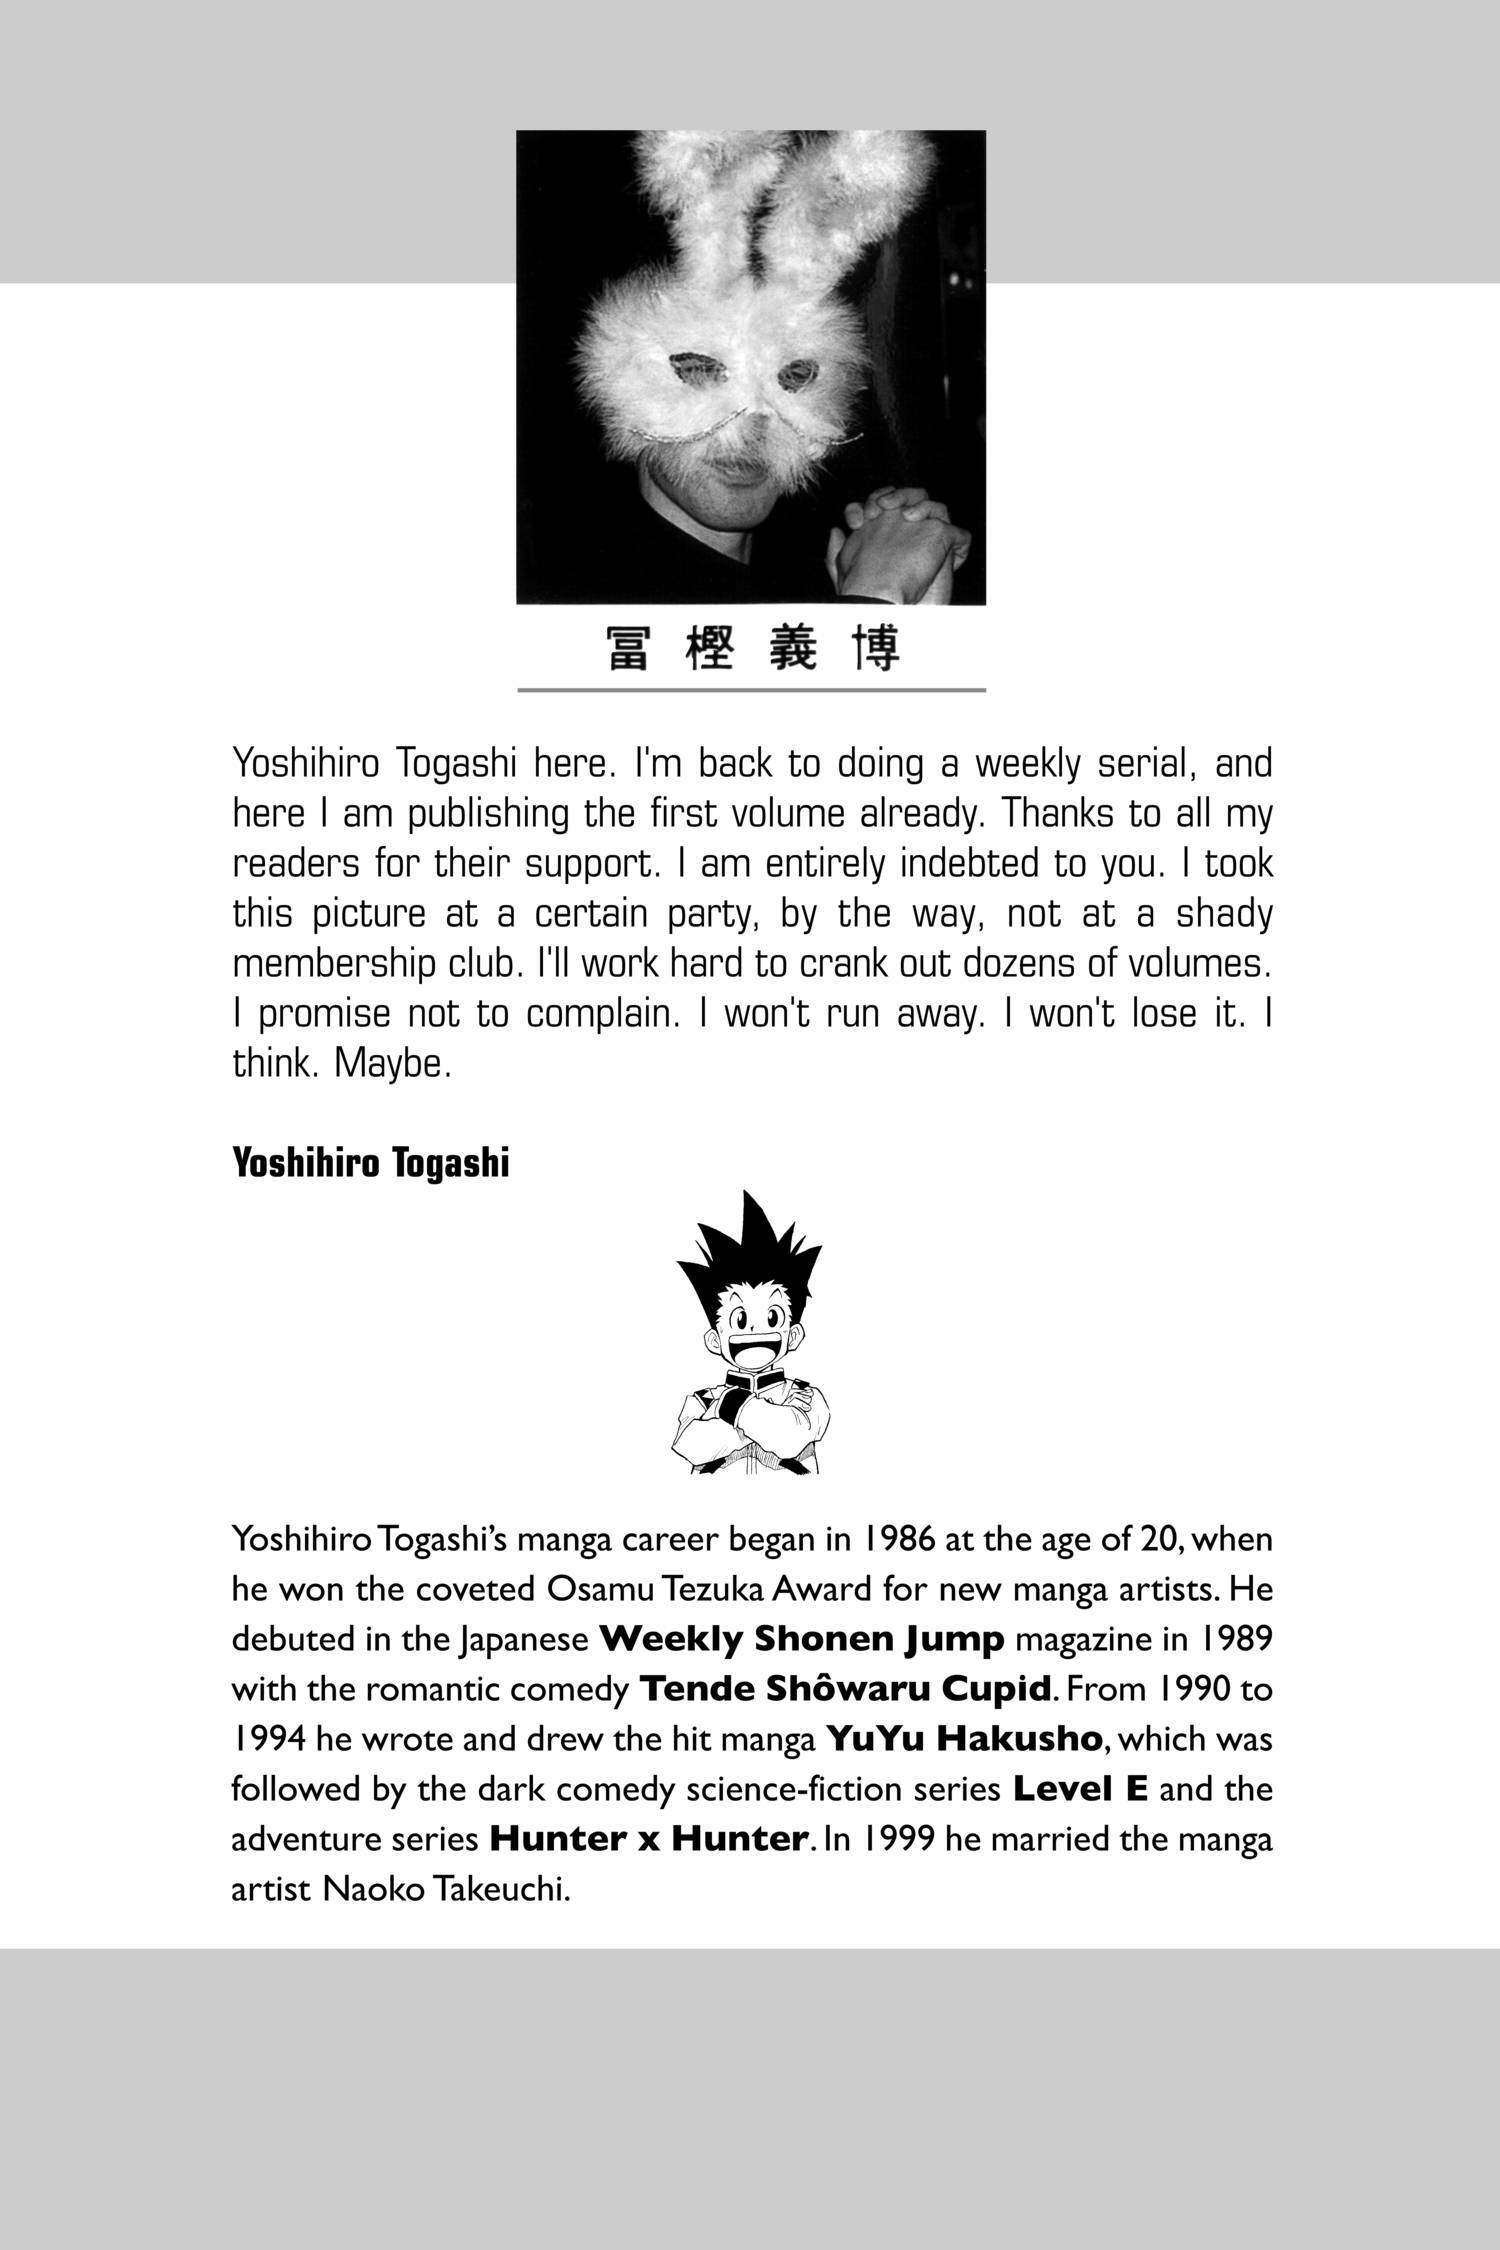 冨樫義博
Yoshihiro Togashi here. I'm back to doing a weekly serial, and
here I am publishing the first volume already. Thanks to all my
readers for their support. I am entirely indebted to you. I took
this picture at a certain party, by the way, not at a shady
membership club. I'll work hard to crank out dozens of volumes.
I promise not to complain. I won't run away. I won't lose it. I
think. Maybe.
Yoshihiro Togashi
Yoshihiro Togashi’s manga career began in 1986 at the age of 20, when
he won the coveted Osamu Tezuka Award for new manga artists. He
debuted in the Japanese Weekly Shonen Jump magazine in 1989
with the romantic comedy Tende Shôwaru Cupid. From 1990 to
1994 he wrote and drew the hit manga YuYu Hakusho, which was
followed by the dark comedy science-fiction series Level E and the
adventure series Hunter x Hunter. In 1999 he married the manga
artist Naoko Takeuchi.